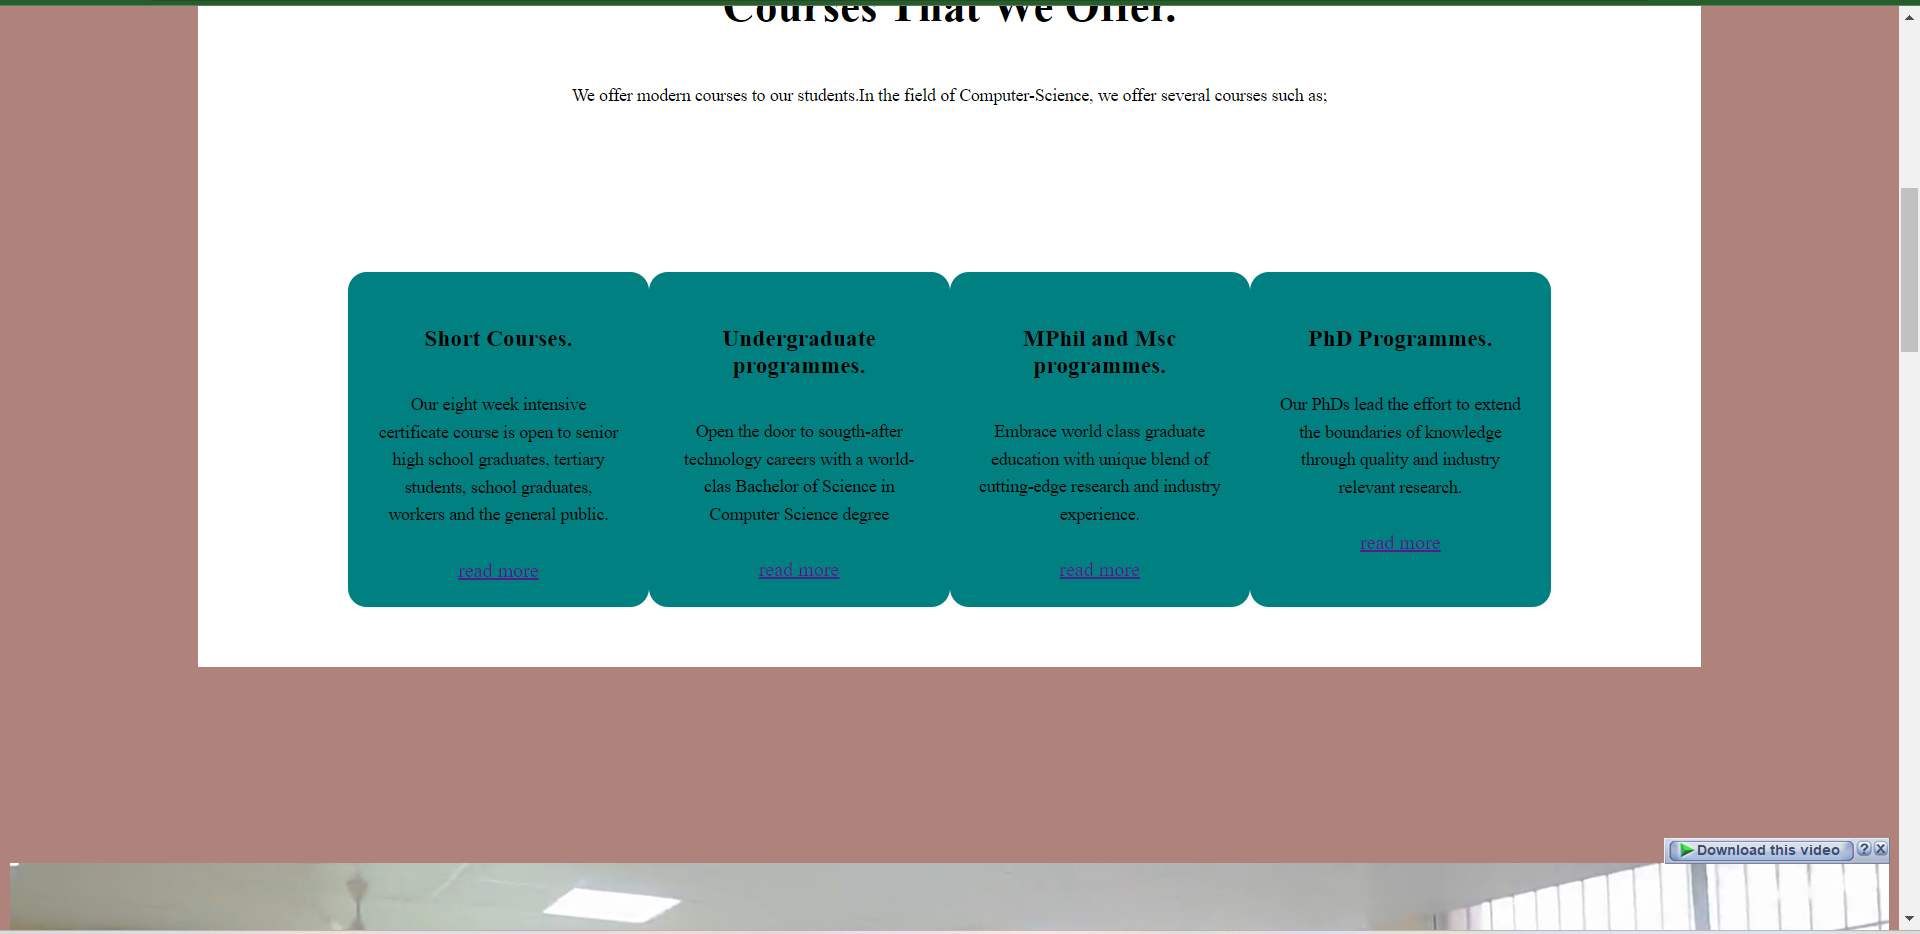 Courses That We Offer.
We offer modern courses to our students.In the field of Computer-Science, we offer several courses such as;
Short Courses.
Our eight week intensive
certificate course is open to senior
high school graduates, tertiary
students, school graduates,
workers and the general public.
read more
Undergraduate
programmes.
Open the door to sougth-after
technology careers with a world-
clas Bachelor of Science in
Computer Science degree
read more
MPhil and Msc
programmes.
Embrace world class graduate
education with unique blend of
cutting-edge research and industry
experience.
read more
PhD Programmes.
Our PhDs lead the effort to extend
the boundaries of knowledge
through quality and industry
relevant research.
read more
Download this video ? X